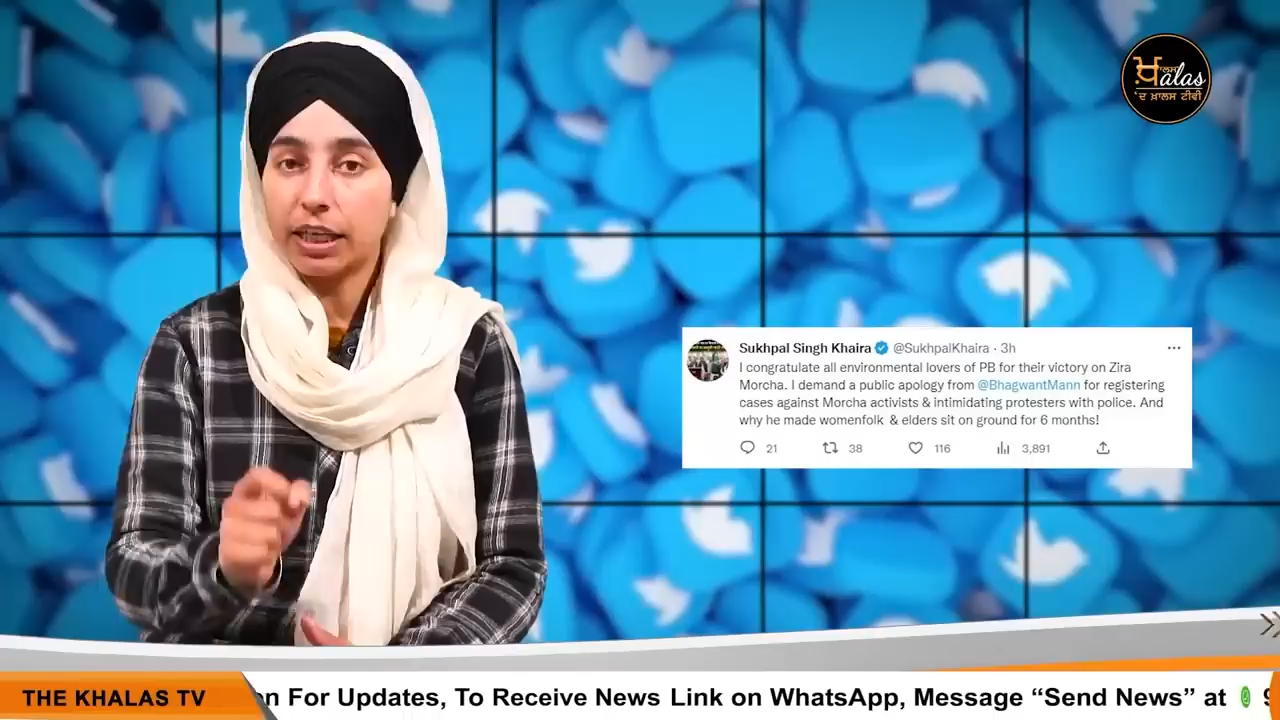 ਖ਼ਾਲਸ
Khalas
'ਦ ਖ਼ਾਲਸ ਟੀਵੀ
Sukhpal Singh Khaira @SukhpalKhaira · 3h
I congratulate all environmental lovers of PB for their victory on Zira
Morcha. I demand a public apology from @BhagwantMann for registering
cases against Morcha activists & intimidating protesters with police. And
why he made womenfolk & elders sit on ground for 6 months!
21 38 116 3,891
THE KHALAS TV
n For Updates, To Receive News Link on WhatsApp, Message “Send News” at